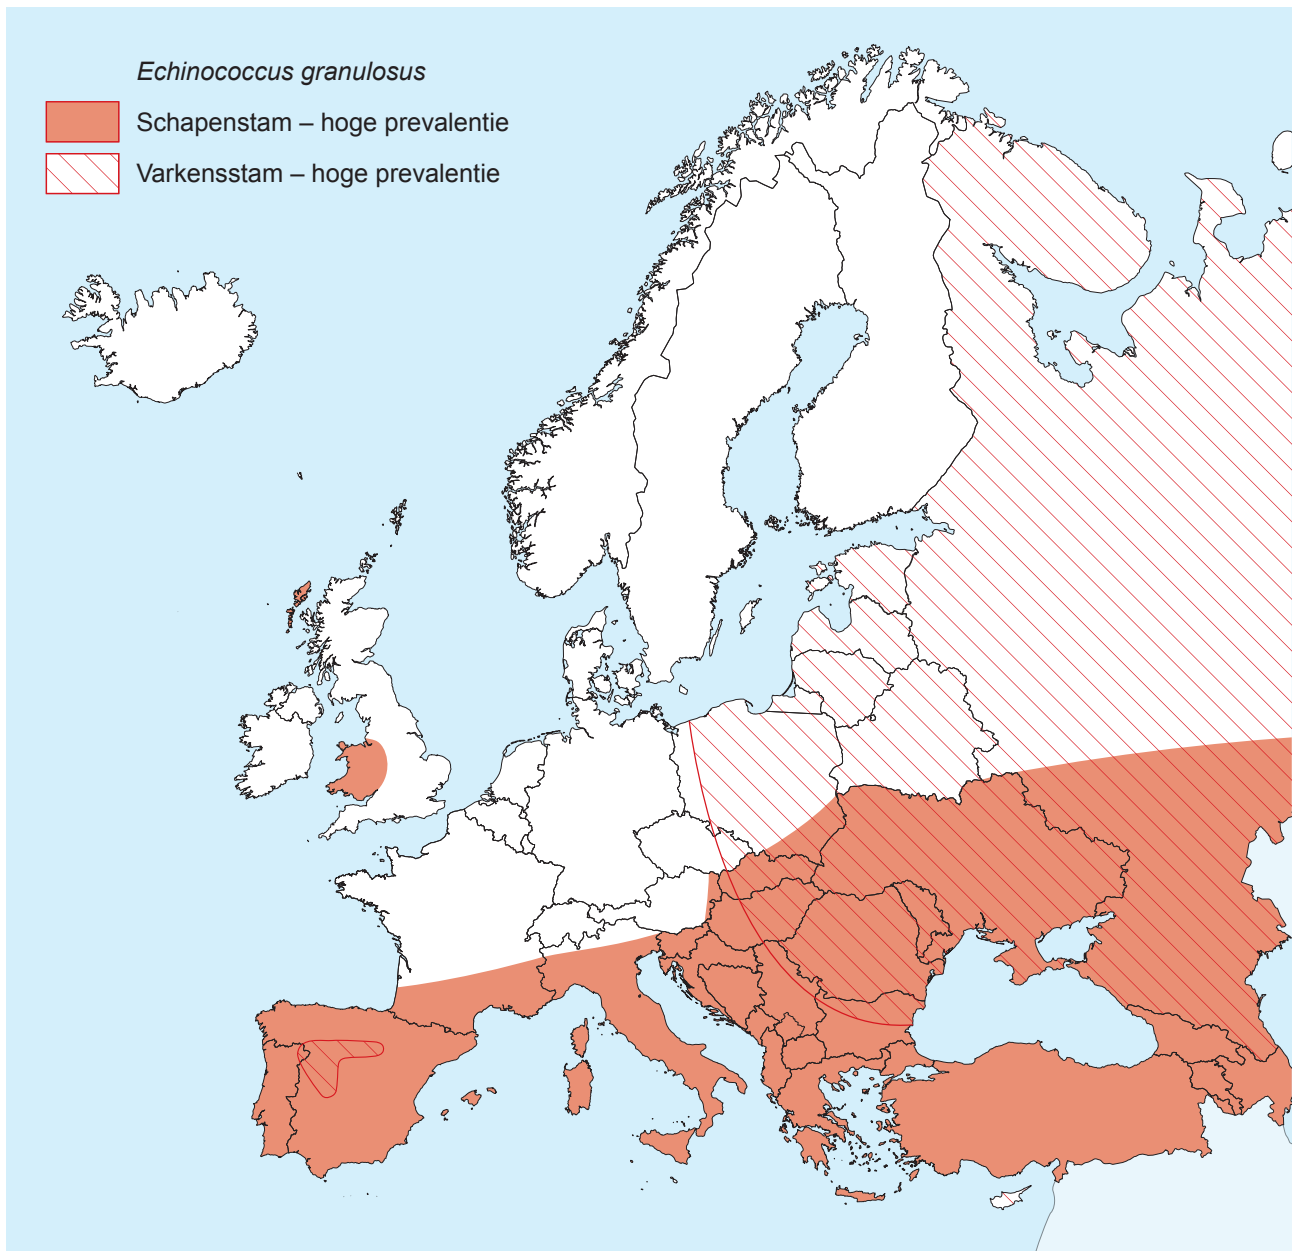 Echinococcus granulosus
Schapenstam – hoge prevalentie
Varkensstam – hoge prevalentie